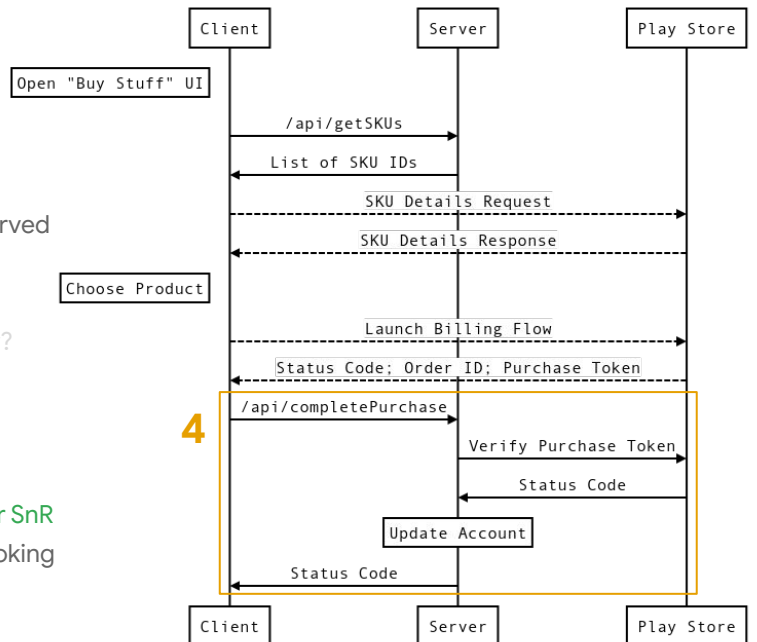 Client
Server
Play Store
Open "Buy Stuff" UI
/api/getSKUs
List of SKU IDs
SKU Details Request
rved
SKU Details Response
Choose Product
Launch Billing Flow
?
Status Code; Order ID; Purchase Token
/api/completePurchase
4
Verify Purchase Token
Status Code
r SnR
Update Account
oking
Status Code
Client
Server
Play Store